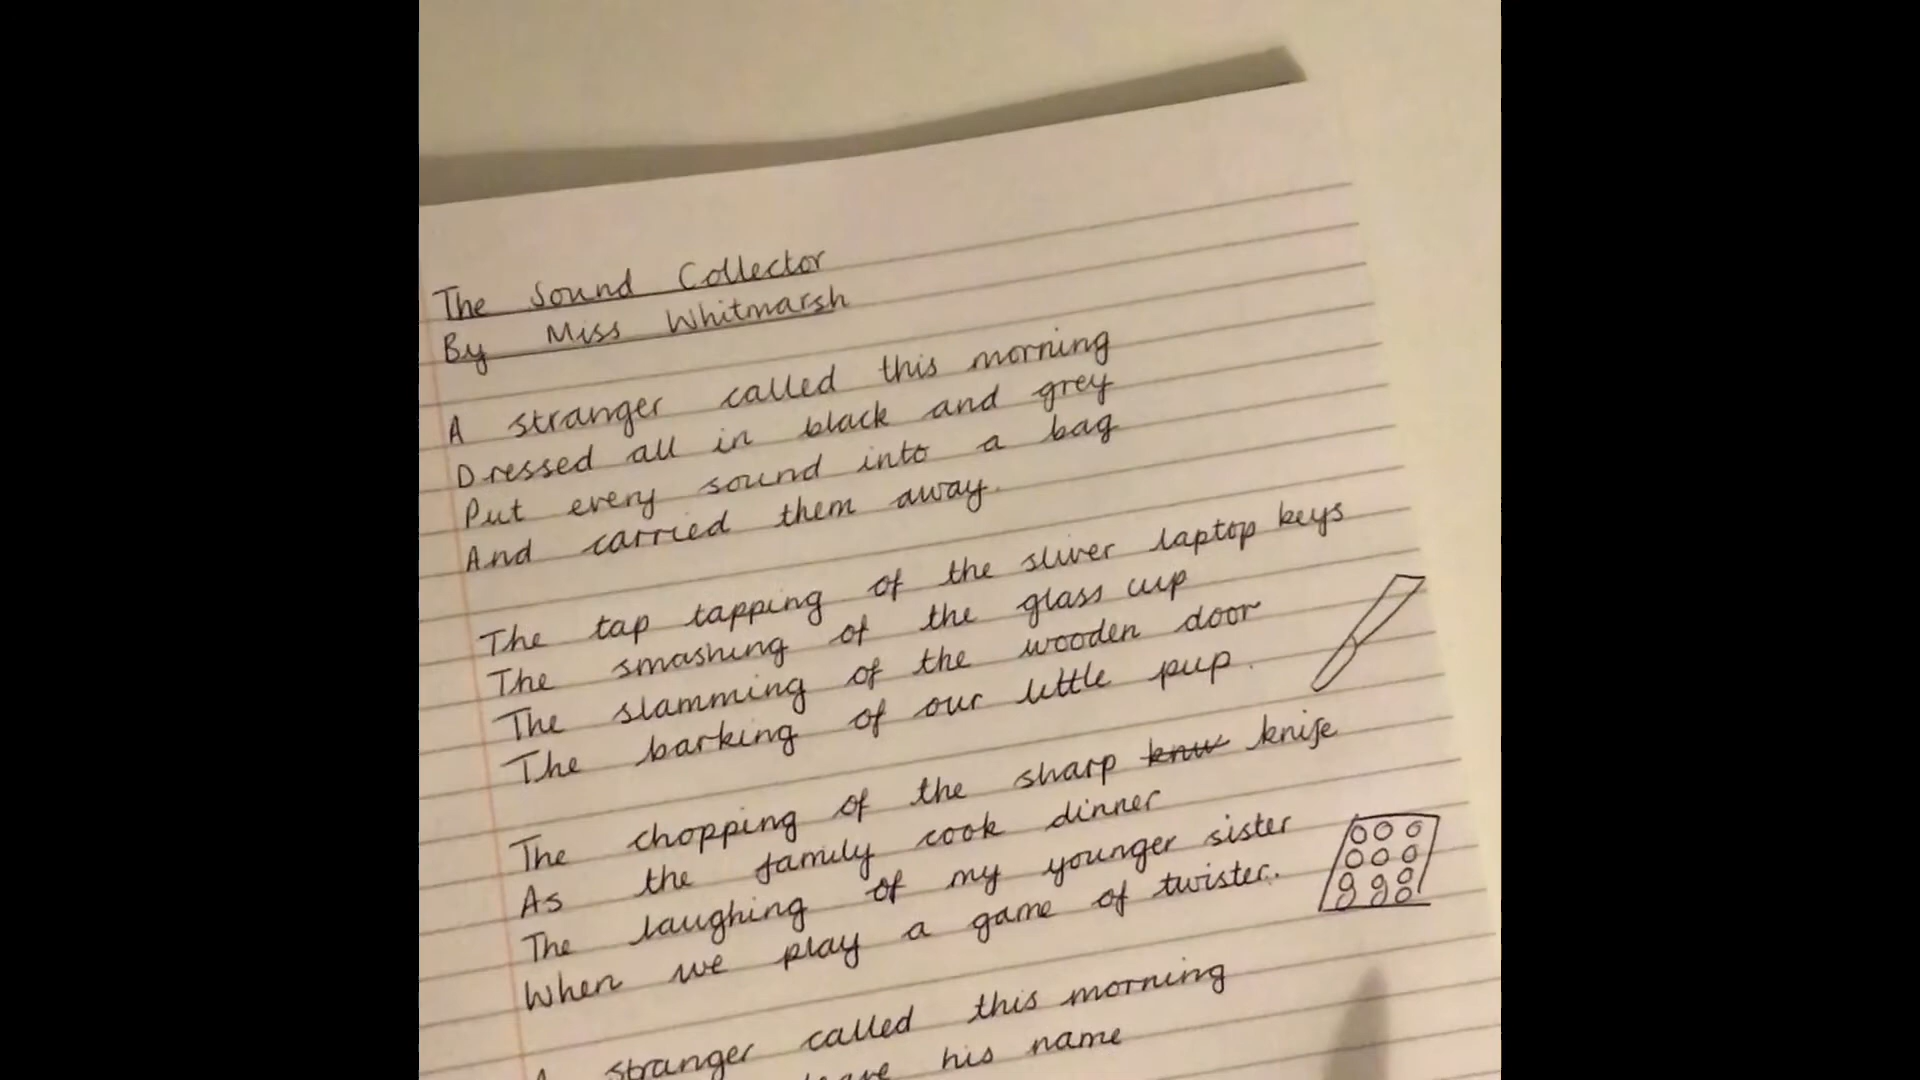 The Sound Collector
By Miss Whitmarsh
A stranger called this morning
Dressed all in black and grey
Put every sound into a bag
And carried them away.
The tap tapping of the sliver laptop keys
The smashing of the glass cup
The slamming of the wooden door
The barking of our little pup.
The chopping of the sharp knife
As the family cook dinner
The laughing of my younger sister
When we play a game of twister.
A stranger called this morning
leave his name